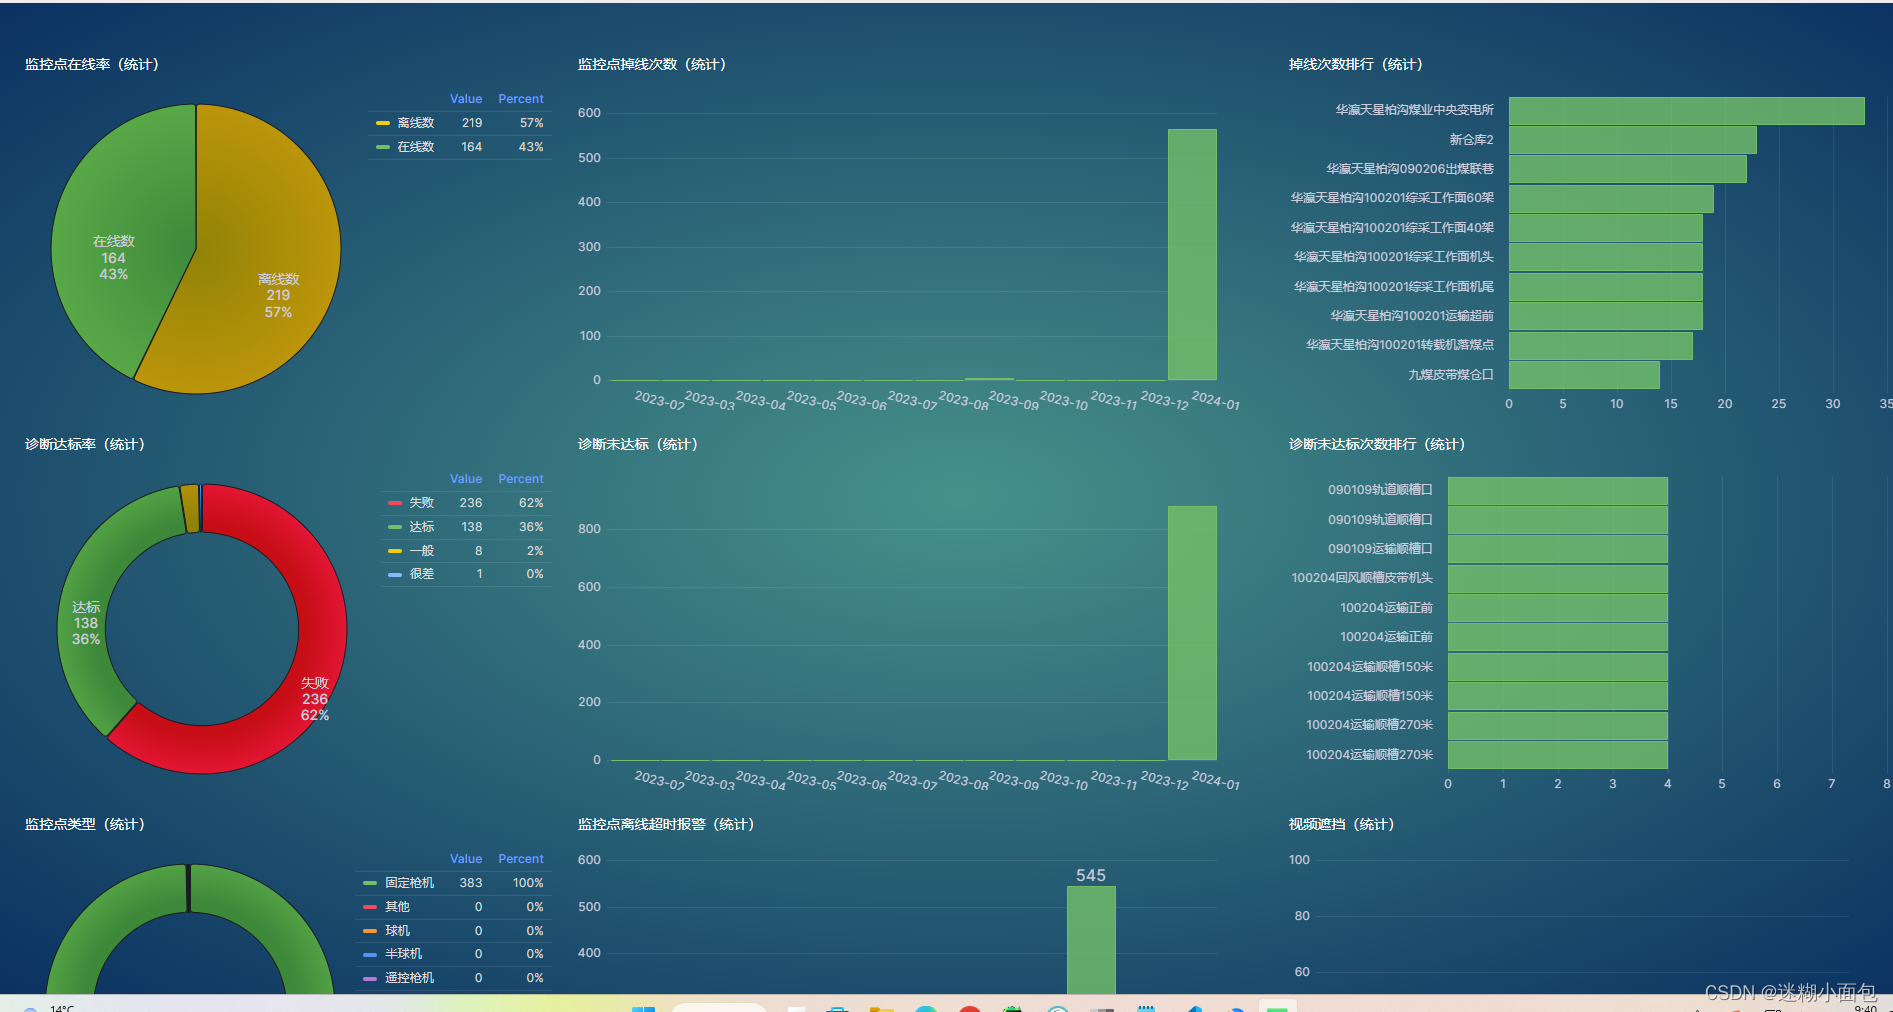 监控点在线率（统计）
Value Percent
离线数 219 57%
在线数 164 43%
在线数
164
43%
离线数
219
57%
监控点掉线次数（统计）
600
500
400
300
200
100
0
2023-02 2023-03 2023-04 2023-05 2023-06 2023-07 2023-08 2023-09 2023-10 2023-11 2023-12 2024-01
掉线次数排行（统计）
华瀛天星柏沟煤业中央变电所
新仓库2
华瀛天星柏沟090206出煤联巷
华瀛天星柏沟100201综采工作面60架
华瀛天星柏沟100201综采工作面40架
华瀛天星柏沟100201综采工作面机头
华瀛天星柏沟100201综采工作面机尾
华瀛天星柏沟100201运输超前
华瀛天星柏沟100201转载机落煤点
九煤皮带煤仓口
0 5 10 15 20 25 30 35
诊断达标率（统计）
Value Percent
失败 236 62%
达标 138 36%
一般 8 2%
很差 1 0%
达标
138
36%
失败
236
62%
诊断未达标（统计）
800
600
400
200
0
2023-02 2023-03 2023-04 2023-05 2023-06 2023-07 2023-08 2023-09 2023-10 2023-11 2023-12 2024-01
诊断未达标次数排行（统计）
090109轨道顺槽口
090109轨道顺槽口
090109运输顺槽口
100204回风顺槽皮带机头
100204运输正前
100204运输正前
100204运输顺槽150米
100204运输顺槽150米
100204运输顺槽270米
100204运输顺槽270米
0 1 2 3 4 5 6 7 8
监控点类型（统计）
Value Percent
固定枪机 383 100%
其他 0 0%
球机 0 0%
半球机 0 0%
遥控枪机 0 0%
监控点离线超时报警（统计）
600
500
400
545
视频遮挡（统计）
100
80
60
CSDN @迷糊小面包
14°C
9:40